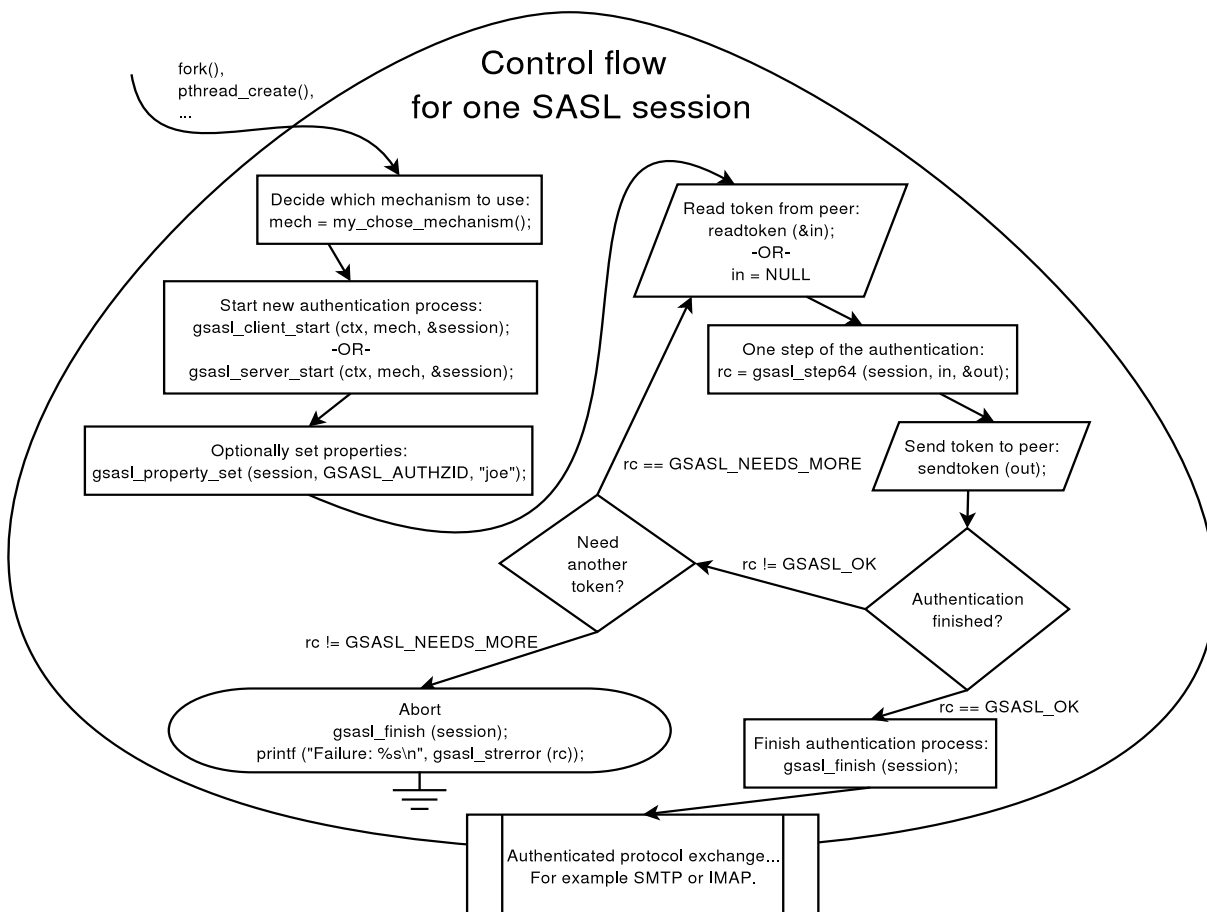 Control flow
for one SASL session
fork(),
pthread_create(),
...
Decide which mechanism to use:
mech = my_chose_mechanism();
Start new authentication process:
gsasl_client_start (ctx, mech, &session);
-OR-
gsasl_server_start (ctx, mech, &session);
Optionally set properties:
gsasl_property_set (session, GSASL_AUTHZID, "joe");
Read token from peer:
readtoken (&in);
-OR-
in = NULL
One step of the authentication:
rc = gsasl_step64 (session, in, &out);
Send token to peer:
sendtoken (out);
Authentication
finished?
rc != GSASL_OK
Need
another
token?
rc == GSASL_NEEDS_MORE
rc != GSASL_NEEDS_MORE
Abort
gsasl_finish (session);
printf ("Failure: %s\n", gsasl_strerror (rc));
rc == GSASL_OK
Finish authentication process:
gsasl_finish (session);
Authenticated protocol exchange...
For example SMTP or IMAP.